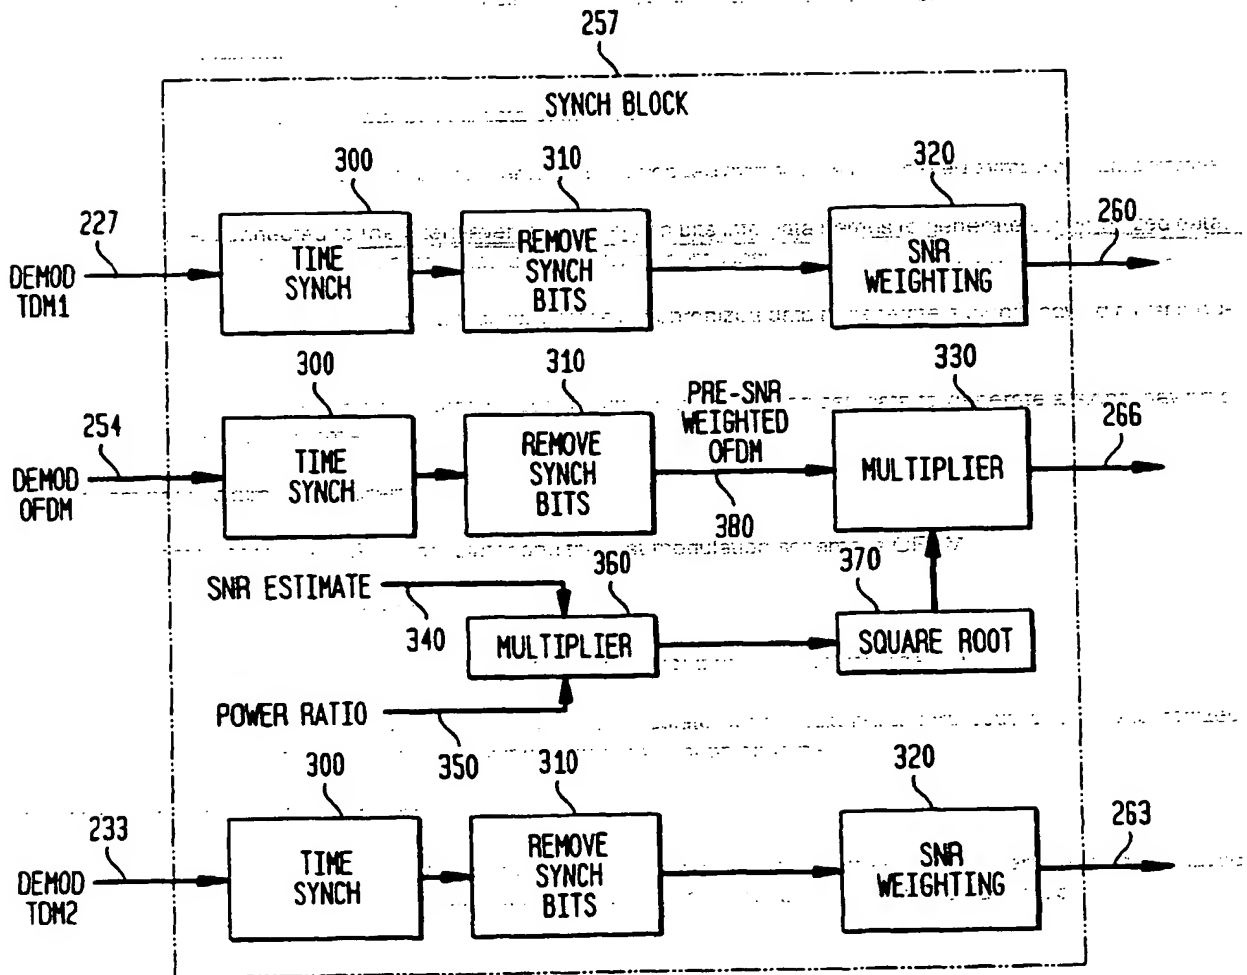 257
SYNCH BLOCK
300
310
320
227
260
DEMOD
TDM1
TIME
SYNCH
REMOVE
SYNCH
BITS
SNR
WEIGHTING
300
310
330
254
266
DEMOD
OFDM
TIME
SYNCH
REMOVE
SYNCH
BITS
PRE-SNR
WEIGHTED
OFDM
380
MULTIPLIER
SNR ESTIMATE
340
360
MULTIPLIER
370
SQUARE ROOT
POWER RATIO
350
300
310
320
233
263
DEMOD
TDM2
TIME
SYNCH
REMOVE
SYNCH
BITS
SNR
WEIGHTING